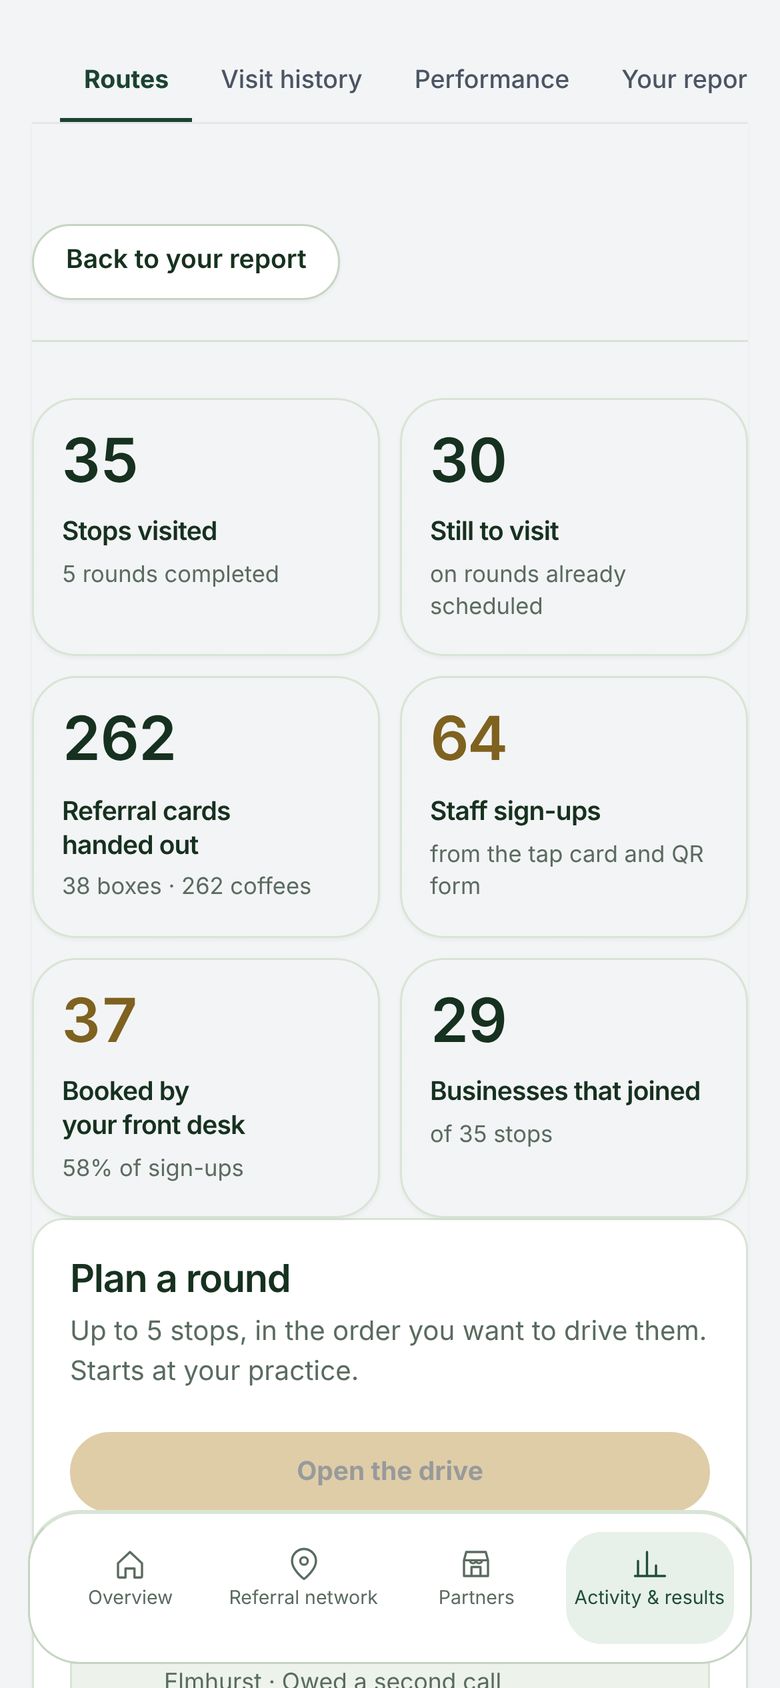 Routes Visit history Performance Your repor
Back to your report
35
Stops visited
5 rounds completed
30
Still to visit
on rounds already
scheduled
262
Referral cards
handed out
38 boxes · 262 coffees
64
Staff sign-ups
from the tap card and QR
form
37
Booked by
your front desk
58% of sign-ups
29
Businesses that joined
of 35 stops
Plan a round
Up to 5 stops, in the order you want to drive them.
Starts at your practice.
Open the drive
Overview Referral network Partners Activity & results
Elmhurst · Owed a second call